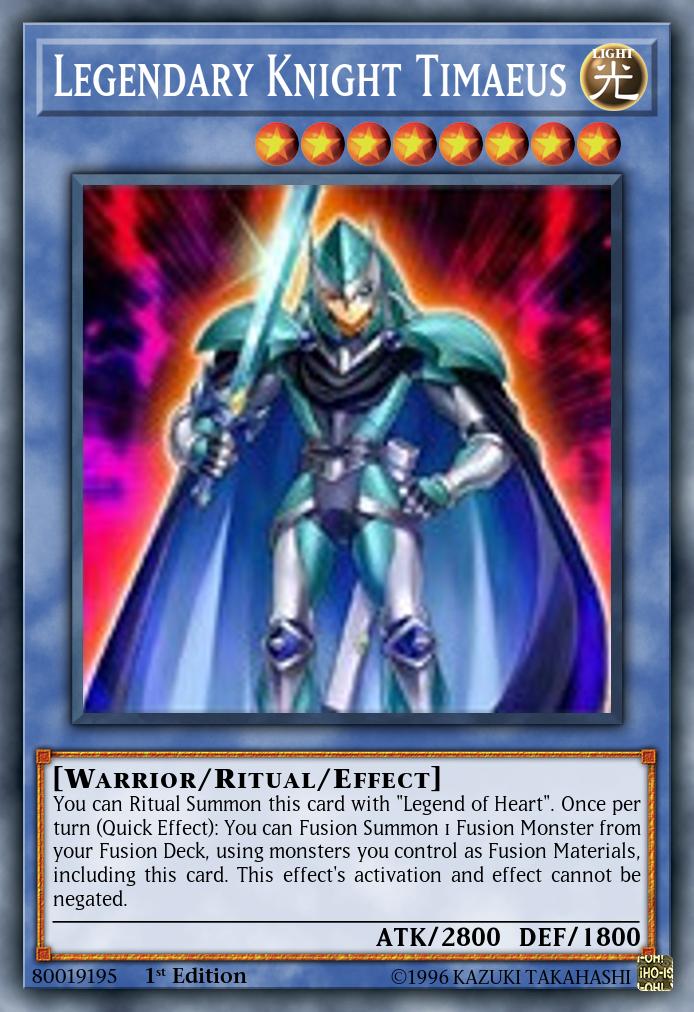 Legendary Knight Timaeus
LIGHT
光
[Warrior/Ritual/Effect]
You can Ritual Summon this card with "Legend of Heart". Once per
turn (Quick Effect): You can Fusion Summon 1 Fusion Monster from
your Fusion Deck, using monsters you control as Fusion Materials,
including this card. This effect's activation and effect cannot be
negated.
ATK/2800 DEF/1800
80019195 1st Edition ©1996 KAZUKI TAKAHASHI